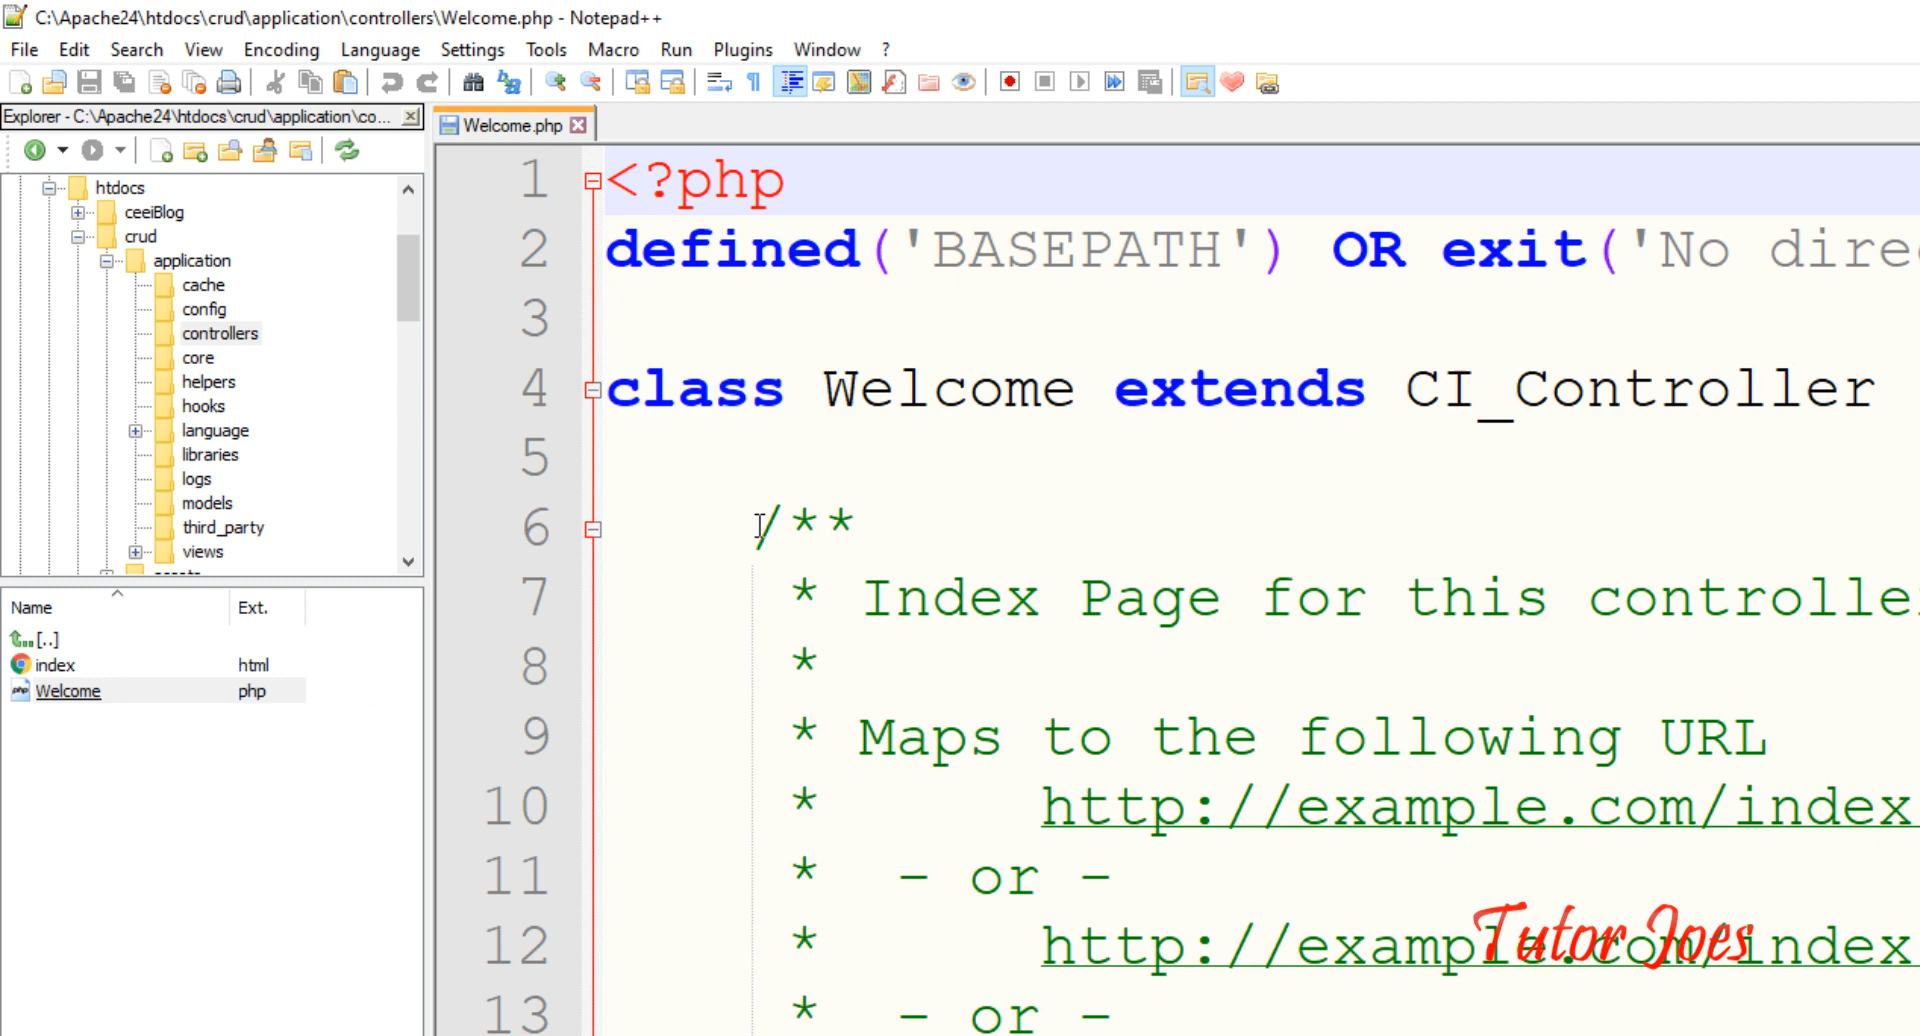 C:\Apache24\htdocs\crud\application\controllers\Welcome.php - Notepad++
File Edit Search View Encoding Language Settings Tools Macro Run Plugins Window ?
Explorer - C:\Apache24\htdocs\crud\application\co...
htdocs
ceeiBlog
crud
application
cache
config
controllers
core
helpers
hooks
language
libraries
logs
models
third_party
views
Name Ext.
[..]
index html
Welcome php
Welcome.php
1 <?php
2 defined('BASEPATH') OR exit('No dire
3
4 class Welcome extends CI_Controller
5
6 /**
7 * Index Page for this controlle
8 *
9 * Maps to the following URL
10 * http://example.com/index
11 * - or -
12 * http://example.com/index
13 * - or -
Tutor Joes